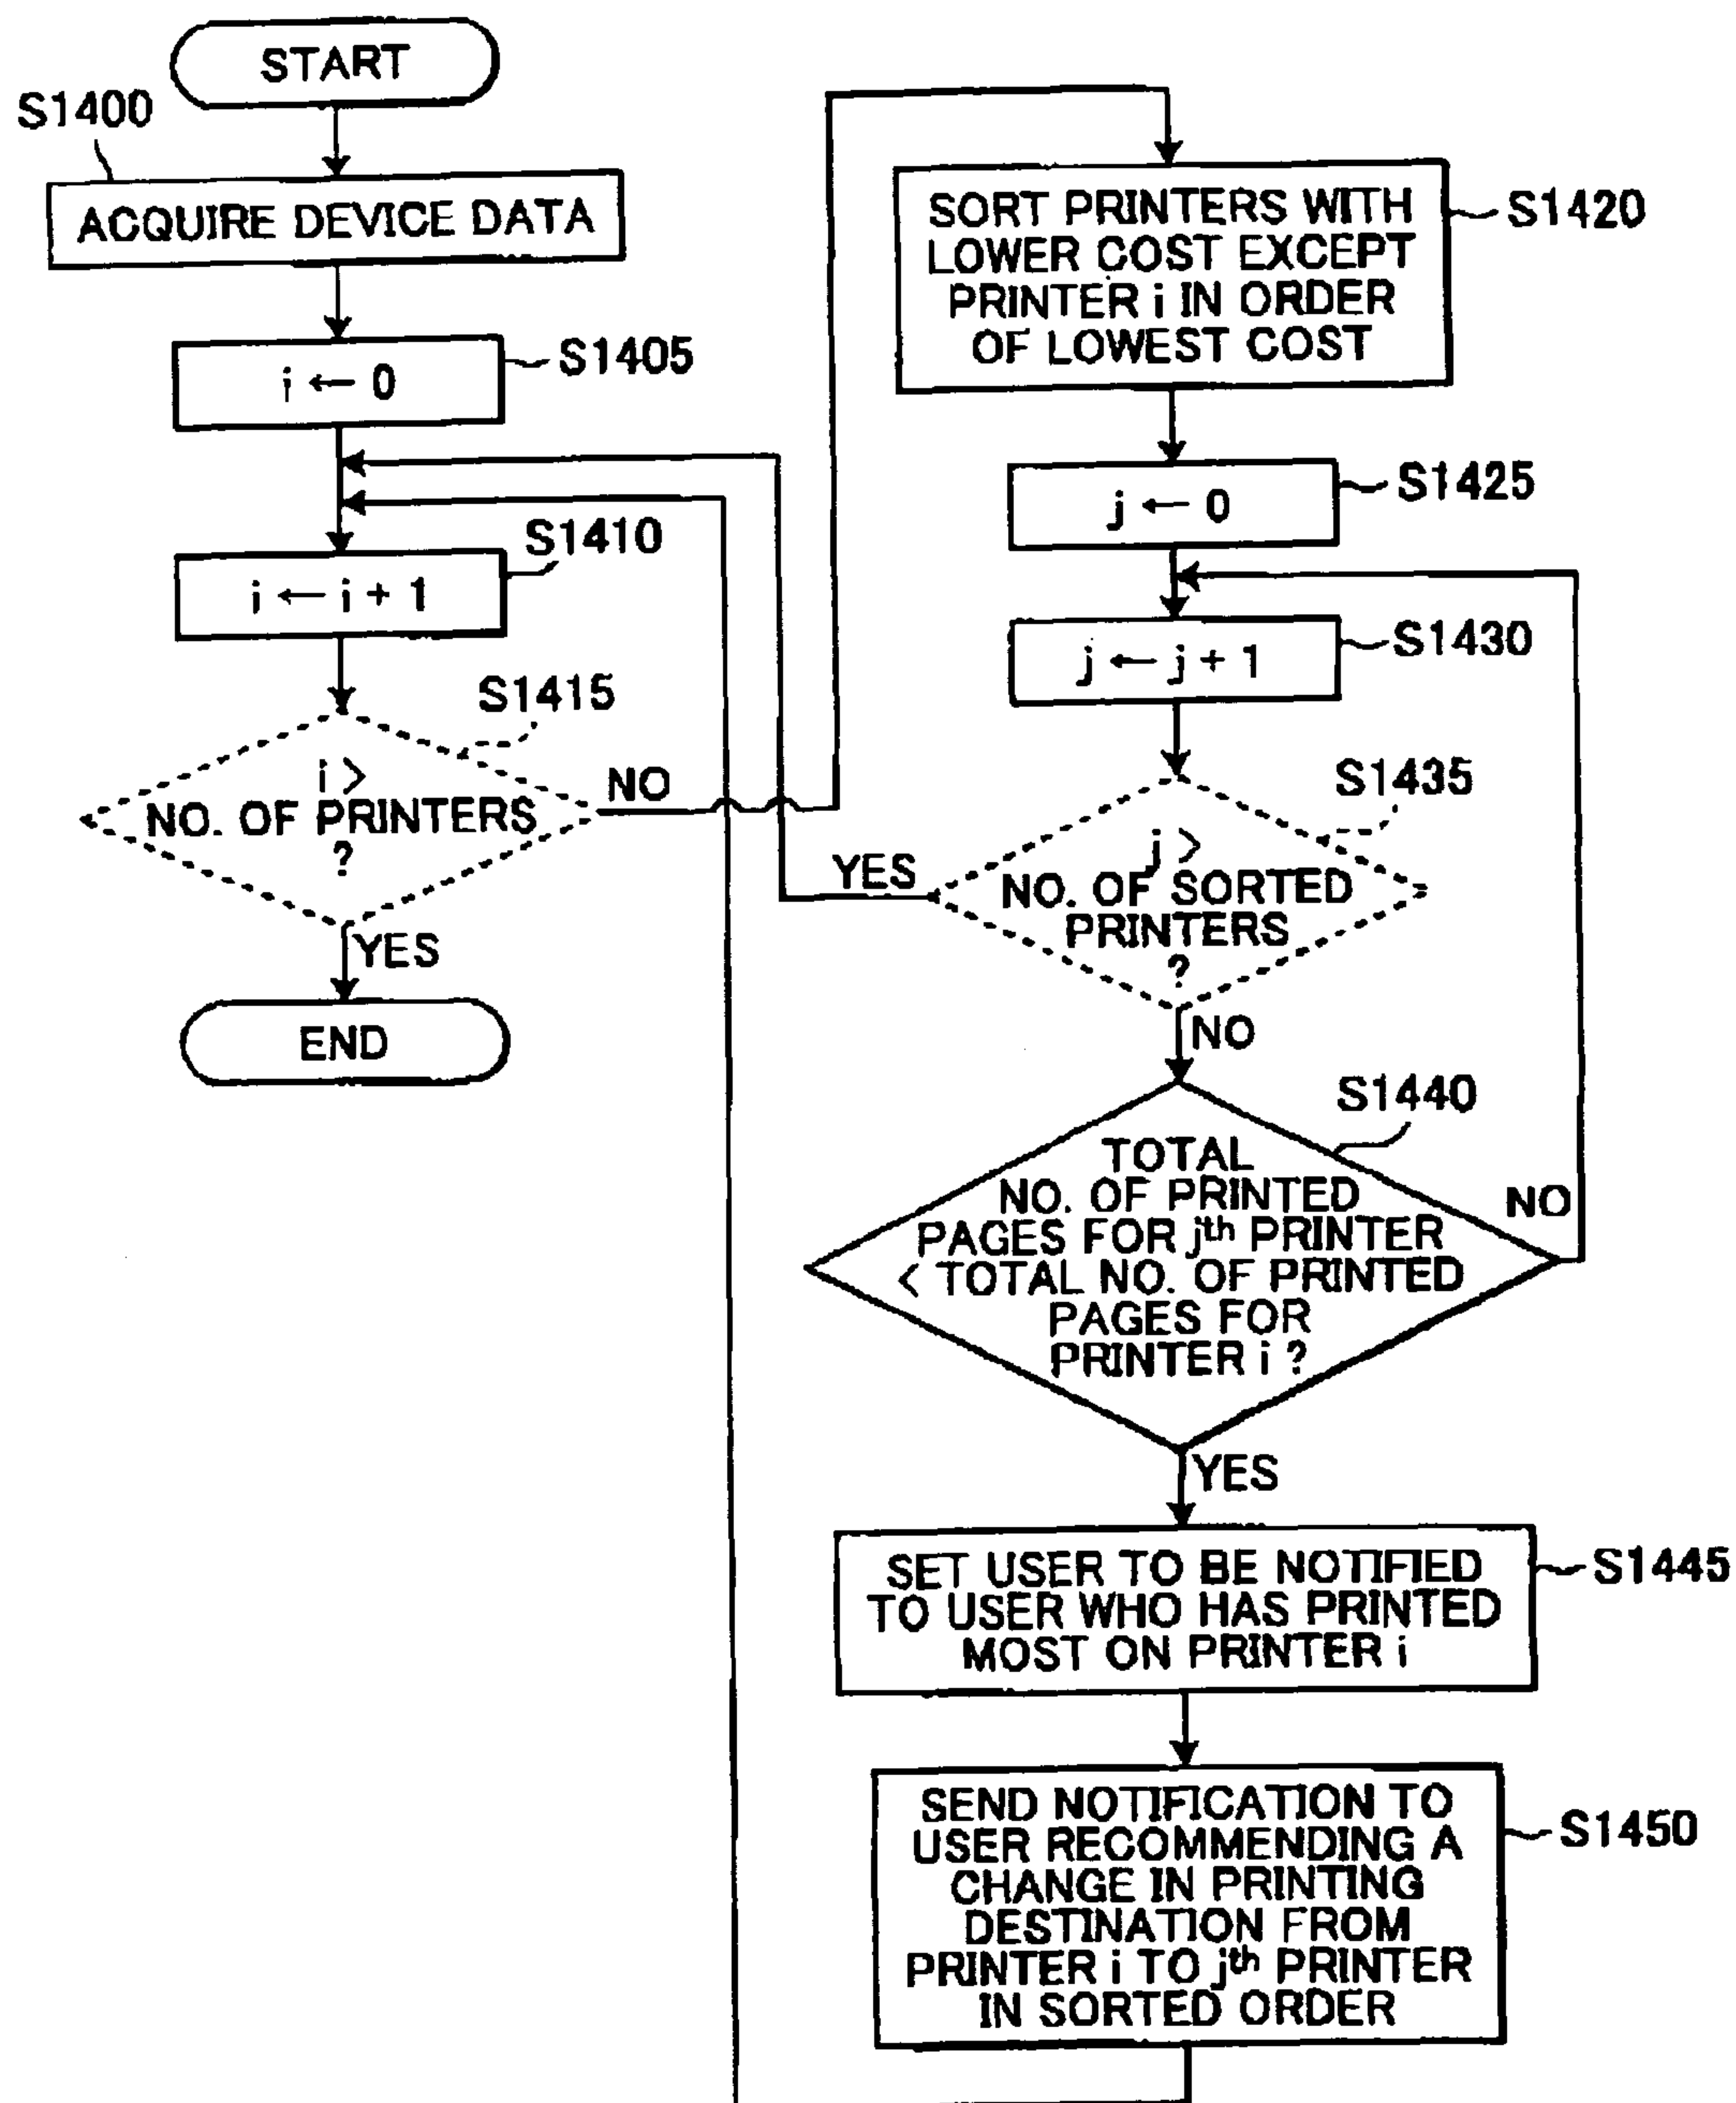 START
S1400
ACQUIRE DEVICE DATA
i ← 0
S1405
S1410
i ← i + 1
S1415
i >
NO. OF PRINTERS
?
NO
YES
END
SORT PRINTERS WITH
LOWER COST EXCEPT
PRINTER i IN ORDER
OF LOWEST COST
S1420
j ← 0
S1425
j ← j + 1
S1430
S1435
j >
NO. OF SORTED
PRINTERS
?
YES
NO
S1440
TOTAL
NO. OF PRINTED
PAGES FOR jth PRINTER
< TOTAL NO. OF PRINTED
PAGES FOR
PRINTER i ?
NO
YES
SET USER TO BE NOTIFIED
TO USER WHO HAS PRINTED
MOST ON PRINTER i
S1445
SEND NOTIFICATION TO
USER RECOMMENDING A
CHANGE IN PRINTING
DESTINATION FROM
PRINTER i TO jth PRINTER
IN SORTED ORDER
S1450